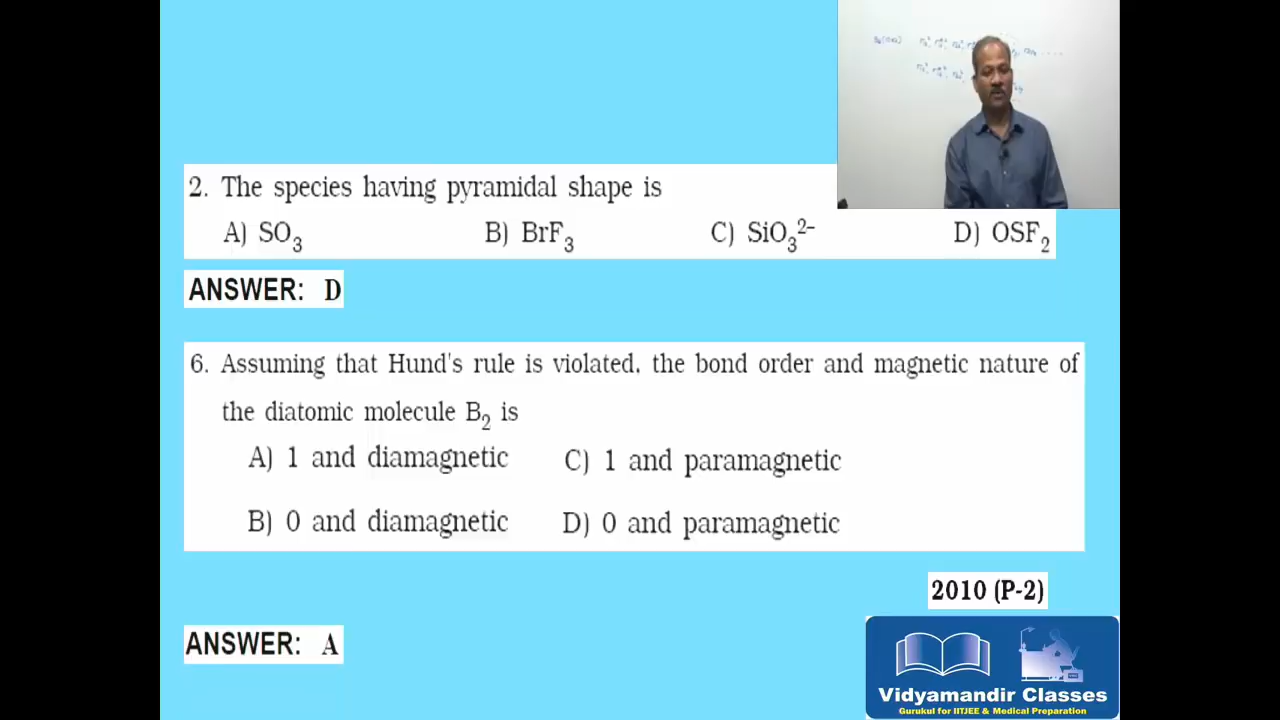 2. The species having pyramidal shape is
A) SO₃ B) BrF₃ C) SiO₃²⁻ D) OSF₂
ANSWER: D
6. Assuming that Hund's rule is violated. the bond order and magnetic nature of
the diatomic molecule B₂ is
A) 1 and diamagnetic C) 1 and paramagnetic
B) 0 and diamagnetic D) 0 and paramagnetic
2010 (P-2)
ANSWER: A
Vidyamandir Classes
Gurukul for IITJEE & Medical Preparation